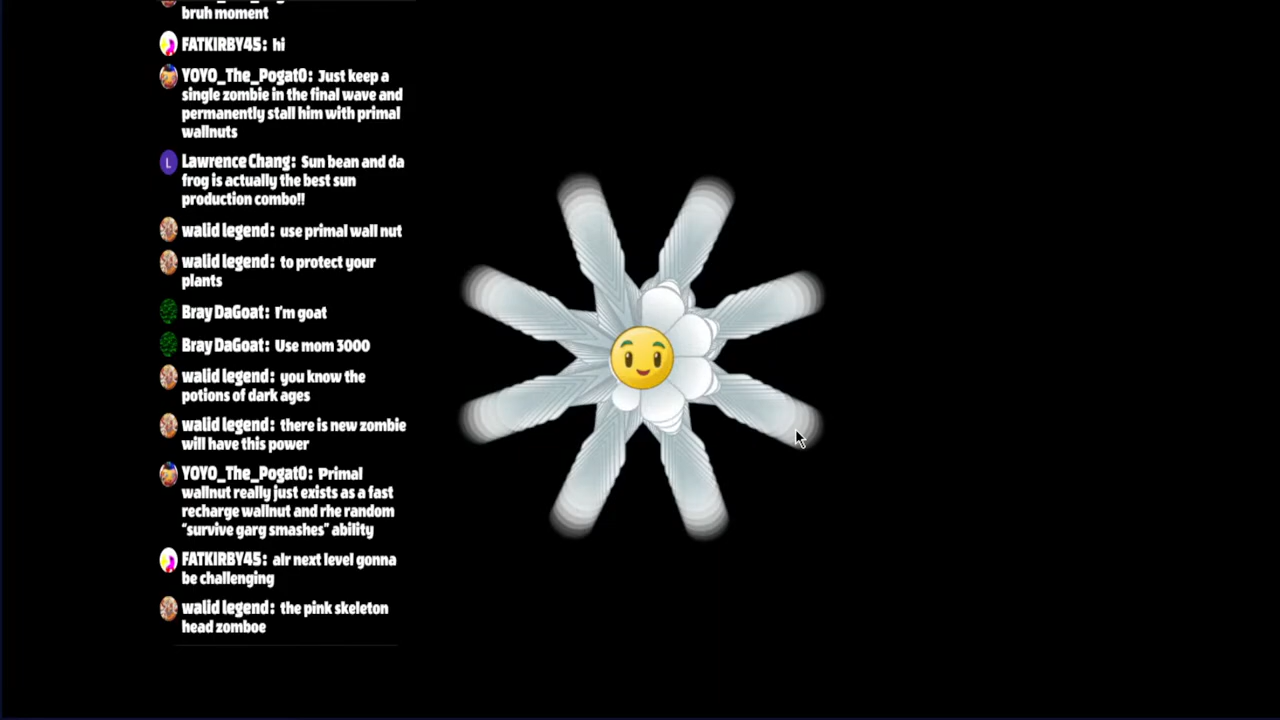 bruh moment
FATKIRBY45: hi
YOYO_The_Pogat0: Just keep a
single zombie in the final wave and
permanently stall him with primal
wallnuts
L Lawrence Chang: Sun bean and da
frog is actually the best sun
production combo!!
walid legend: use primal wall nut
walid legend: to protect your
plants
Bray DaGoat: I'm goat
Bray DaGoat: Use mom 3000
walid legend: you know the
potions of dark ages
walid legend: there is new zombie
will have this power
YOYO_The_Pogat0: Primal
wallnut really just exists as a fast
recharge wallnut and rhe random
"survive garg smashes" ability
FATKIRBY45: alr next level gonna
be challenging
walid legend: the pink skeleton
head zomboe